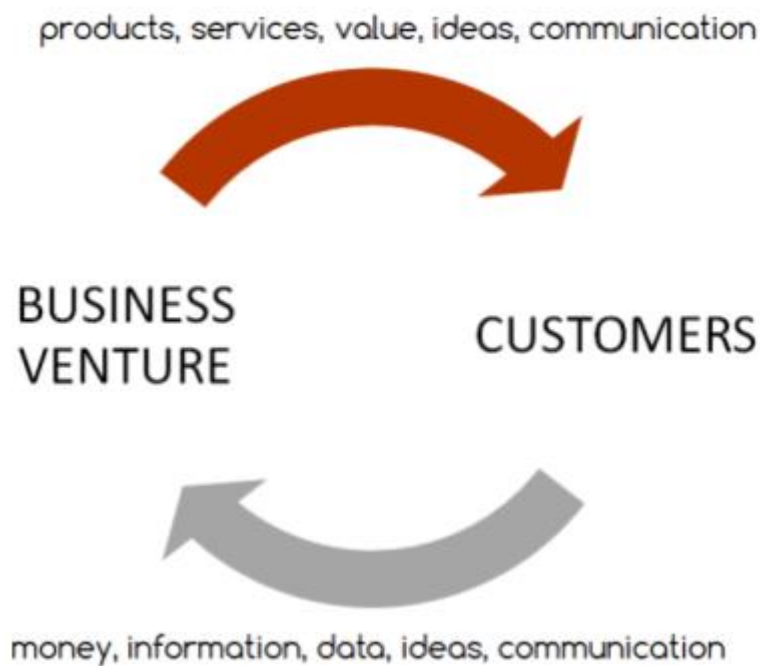 products, services, value, ideas, communication
BUSINESS
VENTURE
CUSTOMERS
money, information, data, ideas, communication